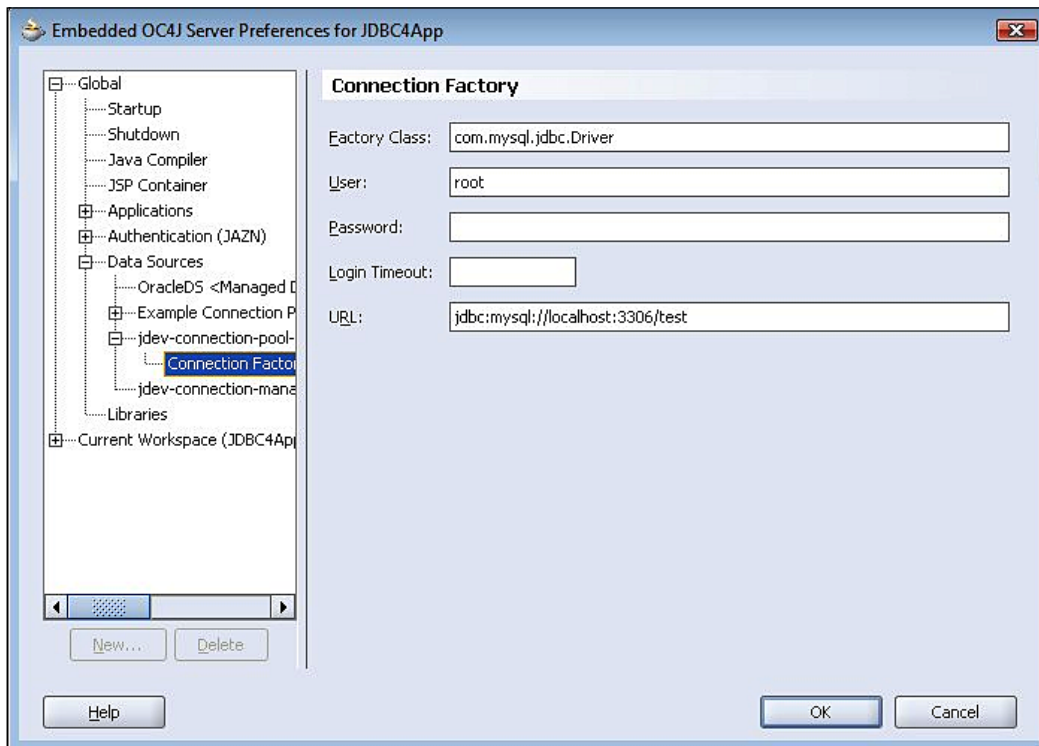 Embedded OC4J Server Preferences for JDBC4App
Global
Startup
Shutdown
Java Compiler
JSP Container
Applications
Authentication (JAZN)
Data Sources
OracleDS <Managed D
Example Connection P
jdev-connection-pool-
Connection Factor
jdev-connection-mana
Libraries
Current Workspace (JDBC4App
New...
Delete
Connection Factory
Factory Class: com.mysql.jdbc.Driver
User: root
Password:
Login Timeout:
URL: jdbc:mysql://localhost:3306/test
Help
OK
Cancel